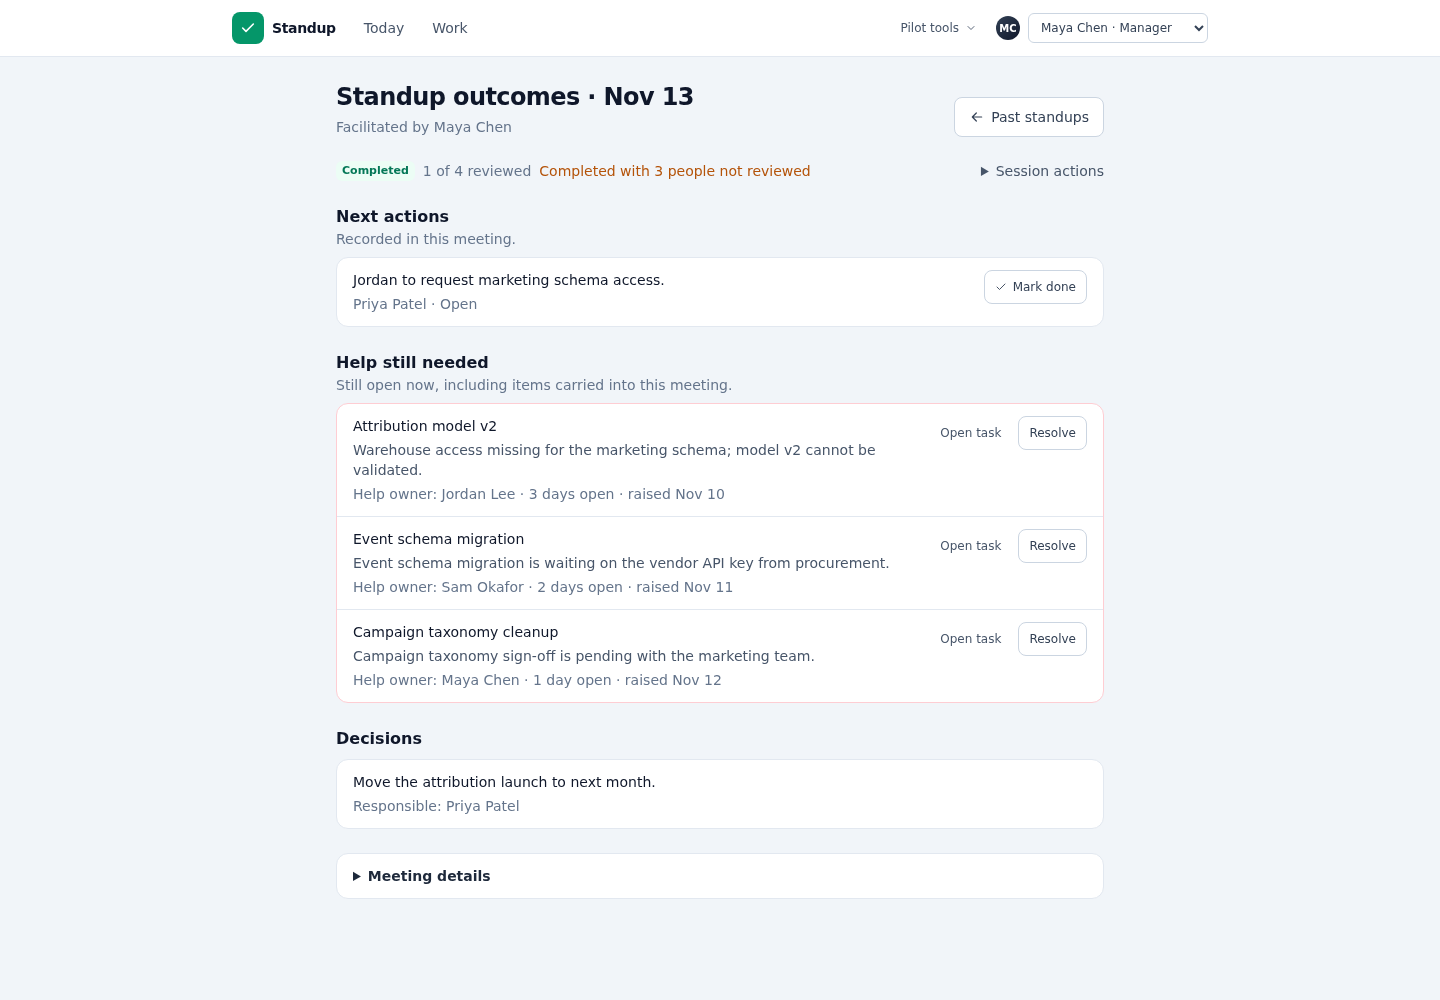 Standup
Today
Work
Pilot tools
MC
Maya Chen · Manager
Standup outcomes · Nov 13
Facilitated by Maya Chen
Past standups
Completed
1 of 4 reviewed
Completed with 3 people not reviewed
Session actions
Next actions
Recorded in this meeting.
Jordan to request marketing schema access.
Priya Patel · Open
Mark done
Help still needed
Still open now, including items carried into this meeting.
Attribution model v2
Warehouse access missing for the marketing schema; model v2 cannot be
validated.
Help owner: Jordan Lee · 3 days open · raised Nov 10
Open task
Resolve
Event schema migration
Event schema migration is waiting on the vendor API key from procurement.
Help owner: Sam Okafor · 2 days open · raised Nov 11
Open task
Resolve
Campaign taxonomy cleanup
Campaign taxonomy sign-off is pending with the marketing team.
Help owner: Maya Chen · 1 day open · raised Nov 12
Open task
Resolve
Decisions
Move the attribution launch to next month.
Responsible: Priya Patel
Meeting details